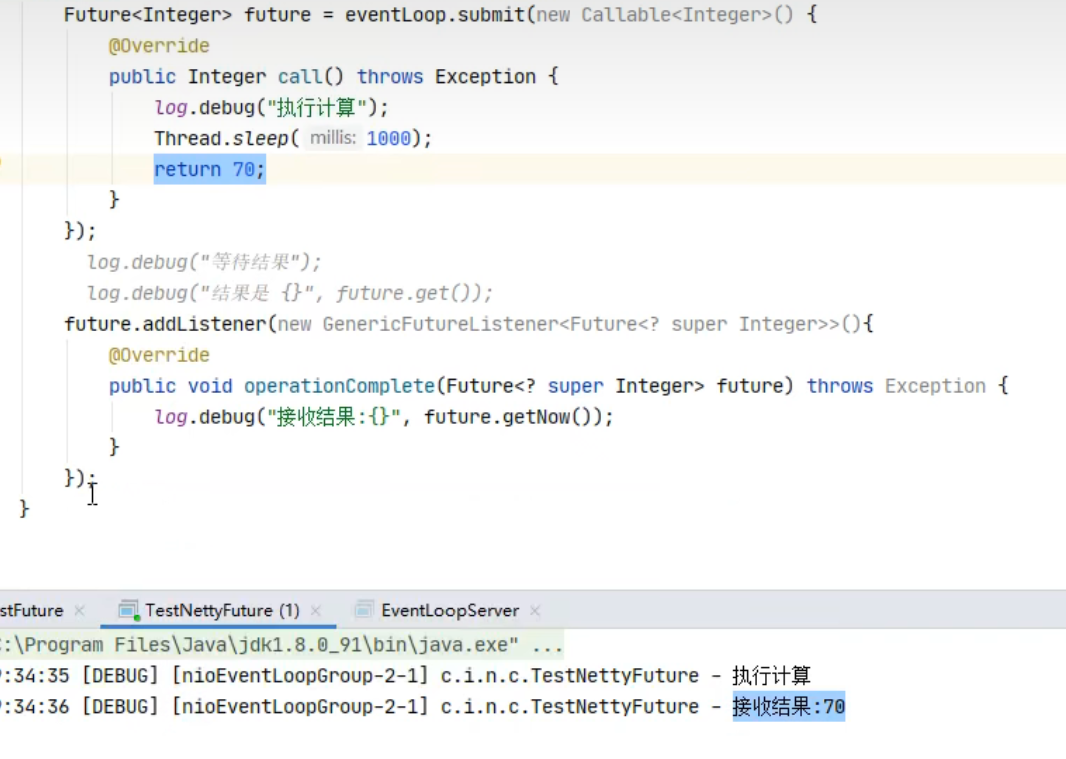 Future<Integer> future = eventLoop.submit(new Callable<Integer>() {
@Override
public Integer call() throws Exception {
log.debug("执行计算");
Thread.sleep( millis: 1000);
return 70;
}
});
log.debug("等待结果");
log.debug("结果是 {}", future.get());
future.addListener(new GenericFutureListener<Future<? super Integer>>(){
@Override
public void operationComplete(Future<? super Integer> future) throws Exception {
log.debug("接收结果:{}", future.getNow());
}
});
}
stFuture × TestNettyFuture (1) × EventLoopServer ×
:\Program Files\Java\jdk1.8.0_91\bin\java.exe" ...
:34:35 [DEBUG] [nioEventLoopGroup-2-1] c.i.n.c.TestNettyFuture - 执行计算
:34:36 [DEBUG] [nioEventLoopGroup-2-1] c.i.n.c.TestNettyFuture - 接收结果:70